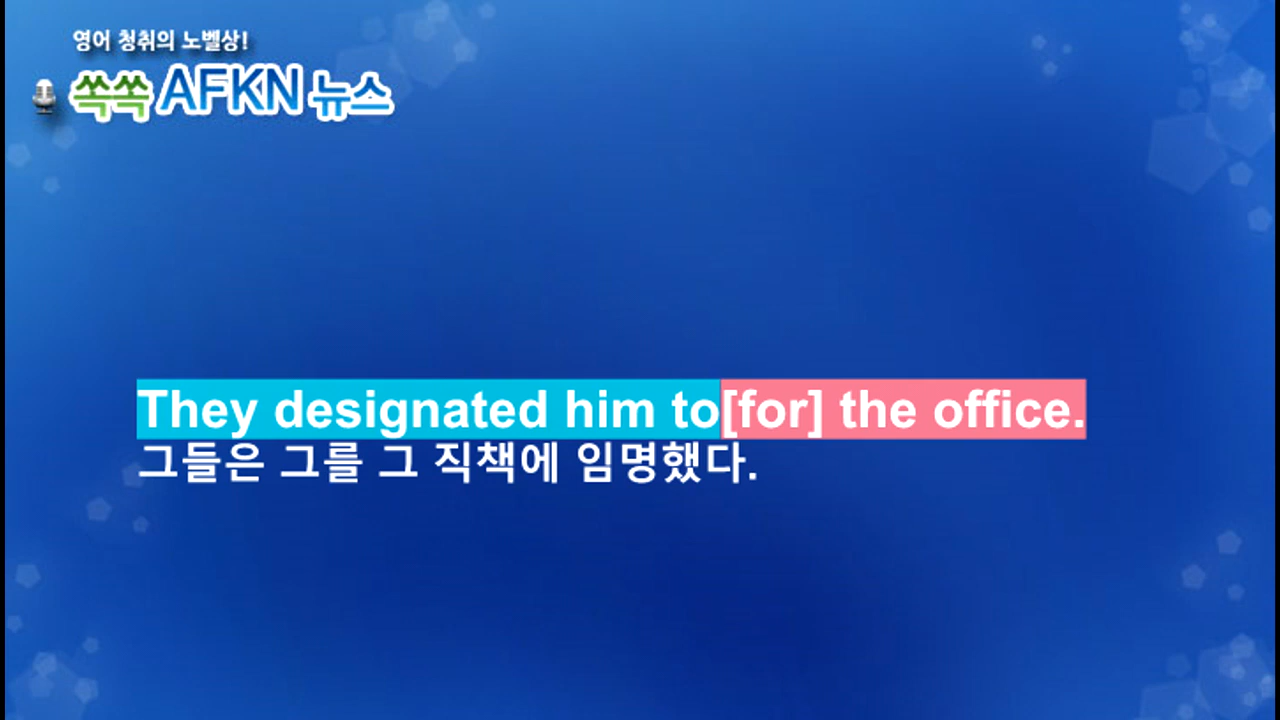 영어 청취의 노벨상!
쏙쏙 AFKN 뉴스
They designated him to[for] the office.
그들은 그를 그 직책에 임명했다.